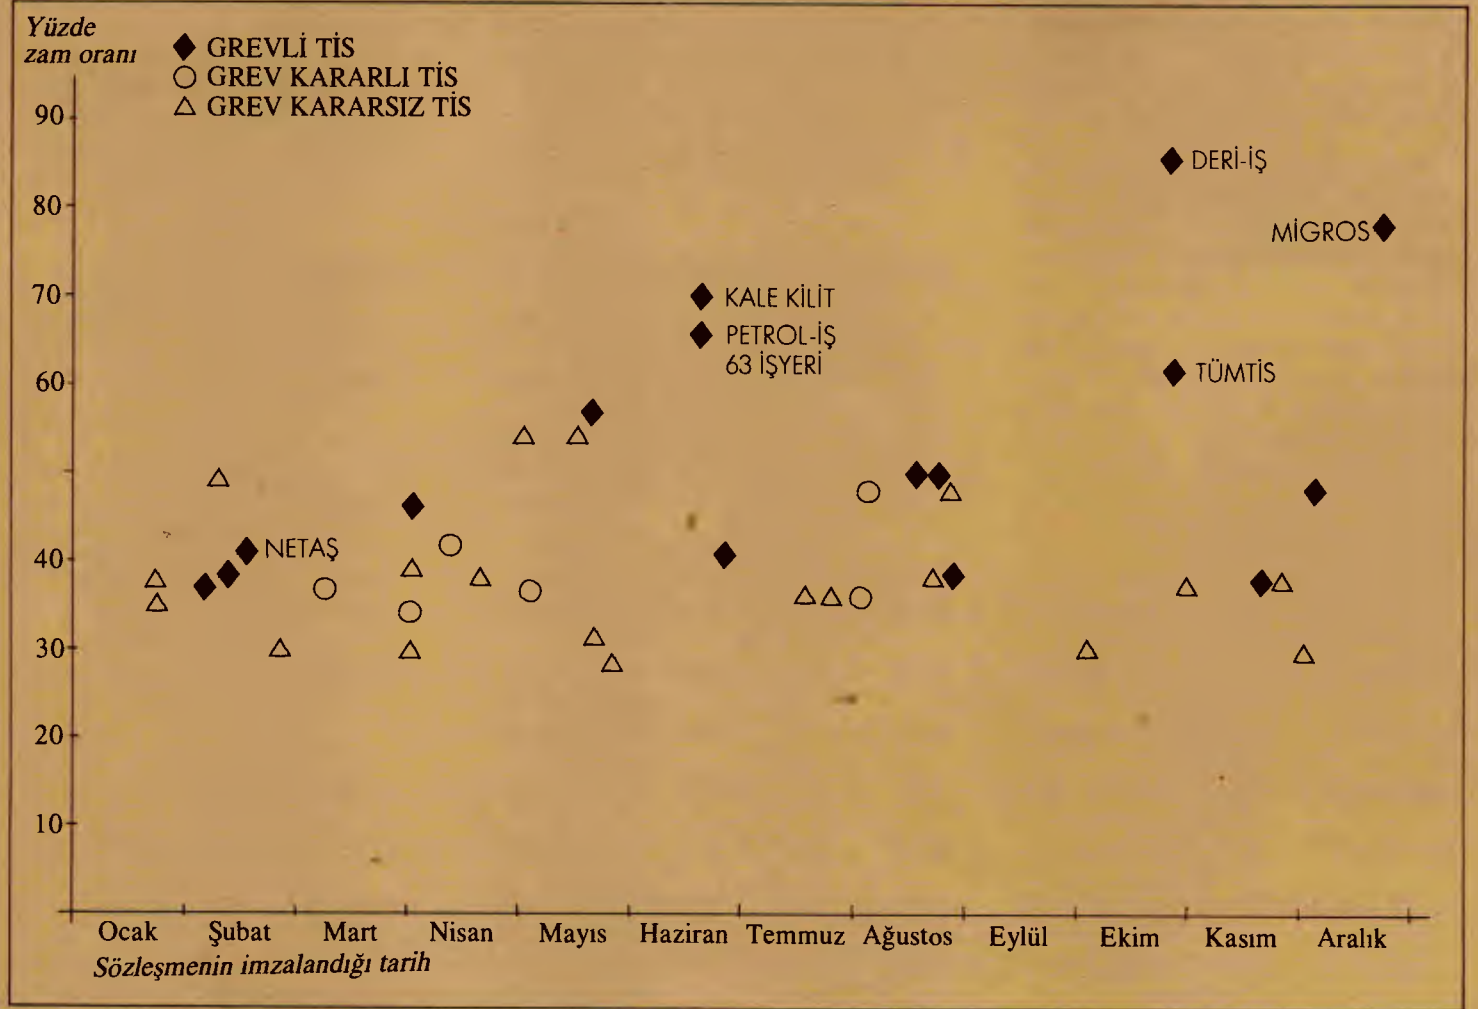 Yüzde
zam oranı
GREVLİ TİS
GREV KARARLI TİS
GREV KARARSIZ TİS
90
80
70
60
40
30
20
10
DERİ-İŞ
MİGROS
KALE KİLİT
PETROL-İŞ
63 İŞYERİ
TÜMTİS
NETAŞ
Ocak Şubat Mart Nisan Mayıs Haziran Temmuz Ağustos Eylül Ekim Kasım Aralık
Sözleşmenin imzalandığı tarih